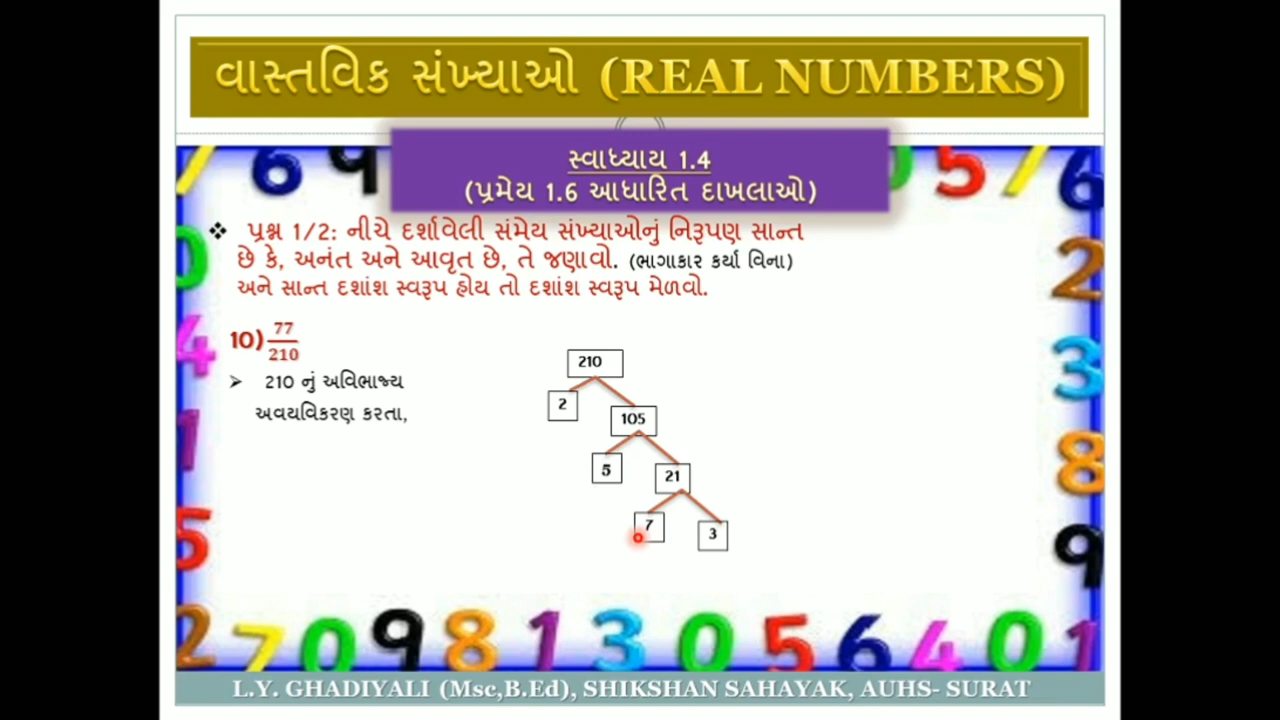 વાસ્તવિક સંખ્યાઓ (REAL NUMBERS)
સ્વાધ્યાય 1.4
(પ્રમેય 1.6 આધારિત દાખલાઓ)
❖ પ્રશ્ન 1/2: નીચે દર્શાવેલી સંમેય સંખ્યાઓનું નિરૂપણ સાન્ત
છે કે, અનંત અને આવૃત છે, તે જણાવો. (ભાગાકાર કર્યા વિના)
અને સાન્ત દશાંશ સ્વરૂપ હોય તો દશાંશ સ્વરૂપ મેળવો.
10) 77/210
➢ 210 નું અવિભાજ્ય
અવયવિકરણ કરતા,
210
2
105
5
21
7
3
L.Y. GHADIYALI (Msc,B.Ed), SHIKSHAN SAHAYAK, AUHS- SURAT